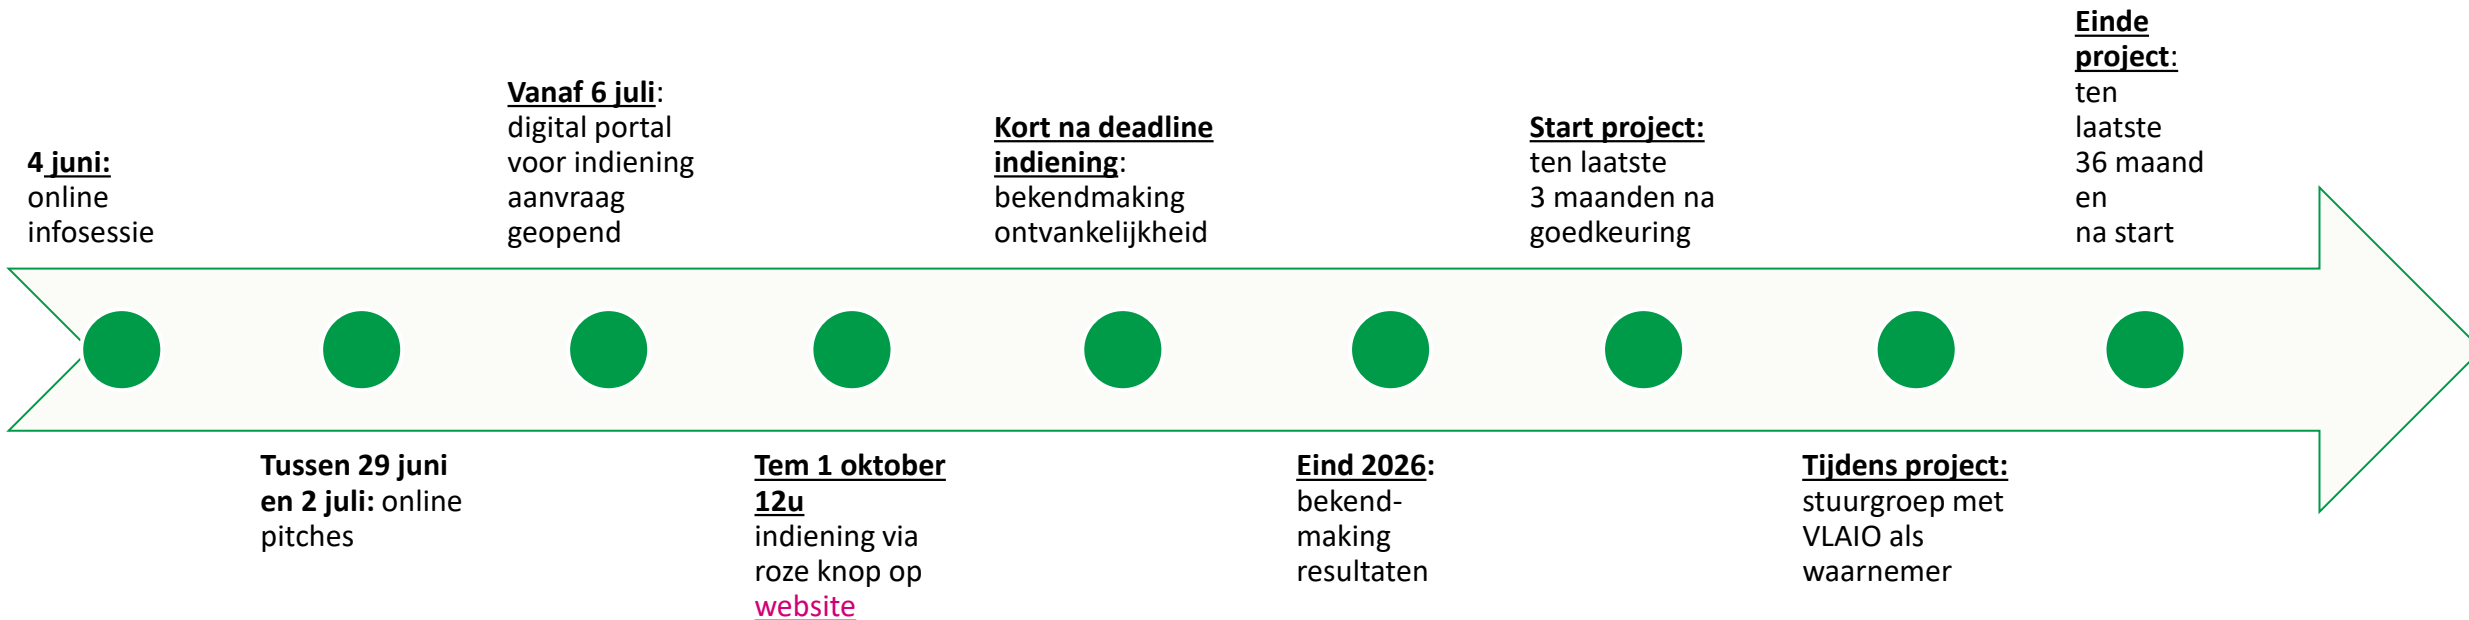 4 juni:
online
infosessie
Tussen 29 juni
en 2 juli: online
pitches
Vanaf 6 juli:
digital portal
voor indiening
aanvraag
geopend
Tem 1 oktober
12u
indiening via
roze knop op
website
Kort na deadline
indiening:
bekendmaking
ontvankelijkheid
Eind 2026:
bekend-
making
resultaten
Start project:
ten laatste
3 maanden na
goedkeuring
Tijdens project:
stuurgroep met
VLAIO als
waarnemer
Einde
project:
ten
laatste
36 maand
en
na start